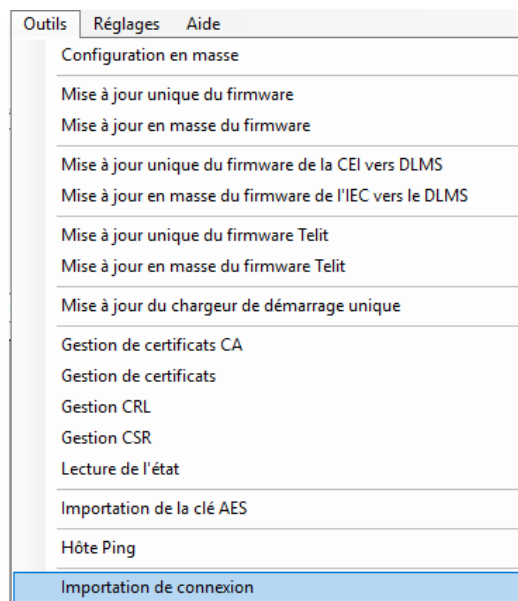 Outils Réglages Aide
Configuration en masse
Mise à jour unique du firmware
Mise à jour en masse du firmware
Mise à jour unique du firmware de la CEI vers DLMS
Mise à jour en masse du firmware de l'IEC vers le DLMS
Mise à jour unique du firmware Telit
Mise à jour en masse du firmware Telit
Mise à jour du chargeur de démarrage unique
Gestion de certificats CA
Gestion de certificats
Gestion CRL
Gestion CSR
Lecture de l'état
Importation de la clé AES
Hôte Ping
Importation de connexion